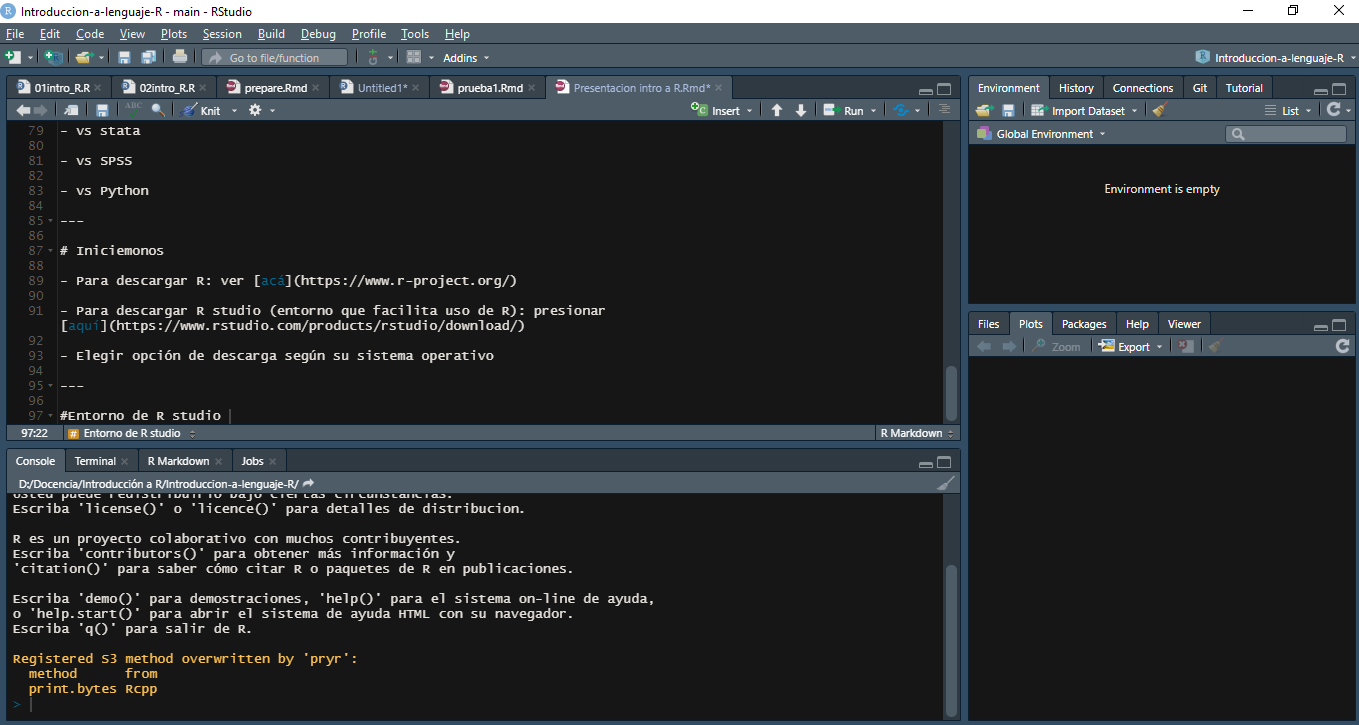 Introduccion-a-lenguaje-R - main - RStudio
File Edit Code View Plots Session Build Debug Profile Tools Help
Go to file/function Addins Introduccion-a-lenguaje-R
01intro_R.R 02intro_R.R prepare.Rmd Untitled1* prueba1.Rmd Presentacion intro a R.Rmd*
ABC Knit Insert Run
79 - vs stata
80
81 - vs SPSS
82
83 - vs Python
84
85 ---
86
87 # Iniciemonos
88
89 - Para descargar R: ver [acá](https://www.r-project.org/)
90
91 - Para descargar R studio (entorno que facilita uso de R): presionar
[aquí](https://www.rstudio.com/products/rstudio/download/)
92
93 - Elegir opción de descarga según su sistema operativo
94
95 ---
96
97 #Entorno de R studio
97:22 # Entorno de R studio R Markdown
Console Terminal R Markdown Jobs
D:/Docencia/Introducción a R/Introduccion-a-lenguaje-R/
Usted puede redistribuirlo bajo ciertas circunstancias.
Escriba 'license()' o 'licence()' para detalles de distribucion.
R es un proyecto colaborativo con muchos contribuyentes.
Escriba 'contributors()' para obtener más información y
'citation()' para saber cómo citar R o paquetes de R en publicaciones.
Escriba 'demo()' para demostraciones, 'help()' para el sistema on-line de ayuda,
o 'help.start()' para abrir el sistema de ayuda HTML con su navegador.
Escriba 'q()' para salir de R.
Registered S3 method overwritten by 'pryr':
method from
print.bytes Rcpp
>
Environment History Connections Git Tutorial
Import Dataset List
Global Environment
Environment is empty
Files Plots Packages Help Viewer
Zoom Export